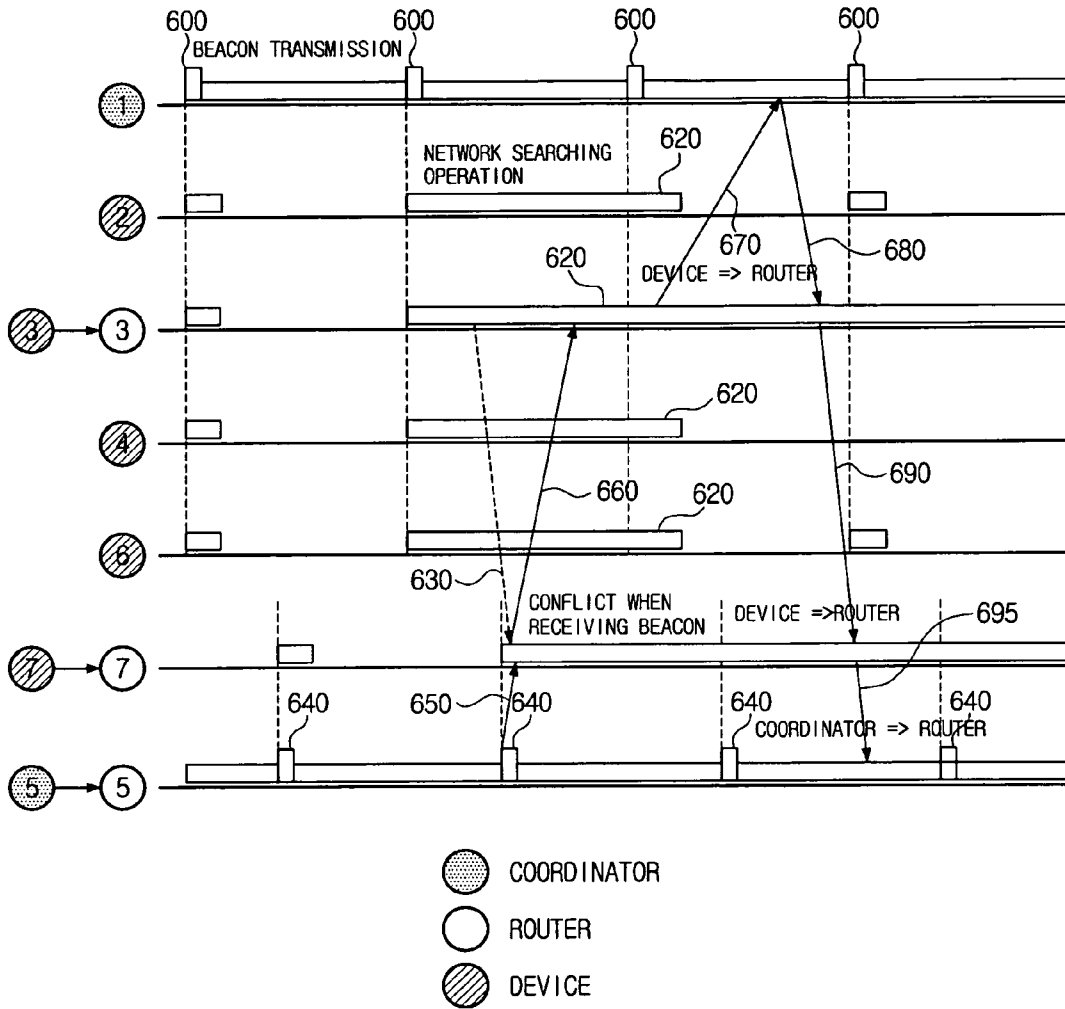 600
600
600
600
BEACON TRANSMISSION
1
NETWORK SEARCHING
OPERATION
620
2
670
680
620
DEVICE => ROUTER
3
3
620
4
690
660
620
6
630
CONFLICT WHEN
RECEIVING BEACON
DEVICE =>ROUTER
695
7
7
640
650
640
640
640
COORDINATOR => ROUTER
5
5
COORDINATOR
ROUTER
DEVICE